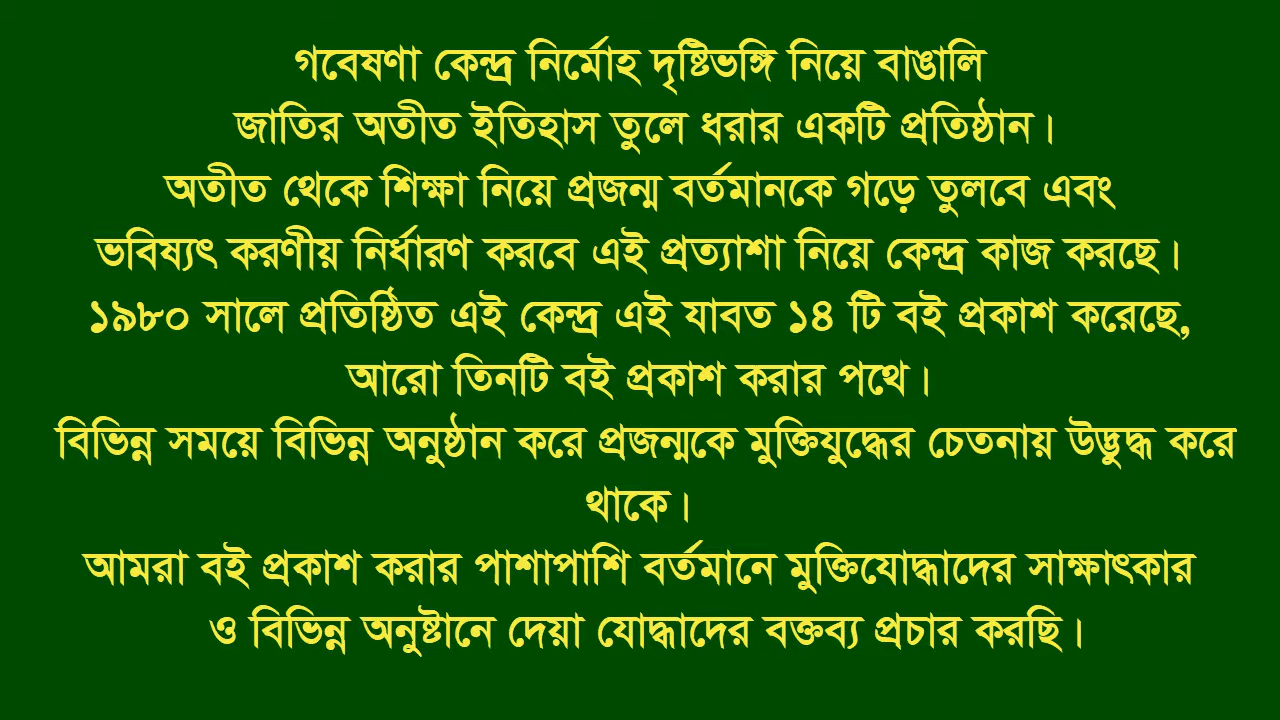 গবেষণা কেন্দ্র নির্মোহ দৃষ্টিভঙ্গি নিয়ে বাঙালি
জাতির অতীত ইতিহাস তুলে ধরার একটি প্রতিষ্ঠান।
অতীত থেকে শিক্ষা নিয়ে প্রজন্ম বর্তমানকে গড়ে তুলবে এবং
ভবিষ্যৎ করণীয় নির্ধারণ করবে এই প্রত্যাশা নিয়ে কেন্দ্র কাজ করছে।
১৯৮০ সালে প্রতিষ্ঠিত এই কেন্দ্র এই যাবত ১৪ টি বই প্রকাশ করেছে,
আরো তিনটি বই প্রকাশ করার পথে।
বিভিন্ন সময়ে বিভিন্ন অনুষ্ঠান করে প্রজন্মকে মুক্তিযুদ্ধের চেতনায় উদ্ভুদ্ধ করে
থাকে।
আমরা বই প্রকাশ করার পাশাপাশি বর্তমানে মুক্তিযোদ্ধাদের সাক্ষাৎকার
ও বিভিন্ন অনুষ্টানে দেয়া যোদ্ধাদের বক্তব্য প্রচার করছি।